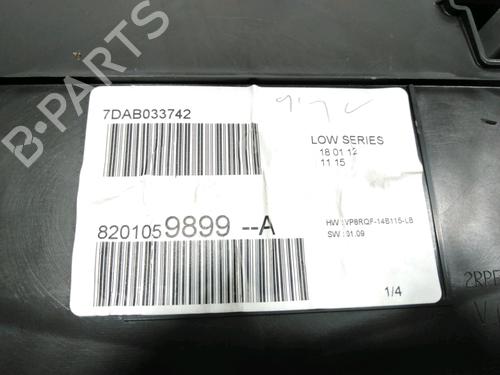 B-PARTS
7DAB033742
LOW SERIES
18 01 12
11 15
8201059899 --A
HW : VP8RQF-14B115-LB
SW : 01.09
1/4